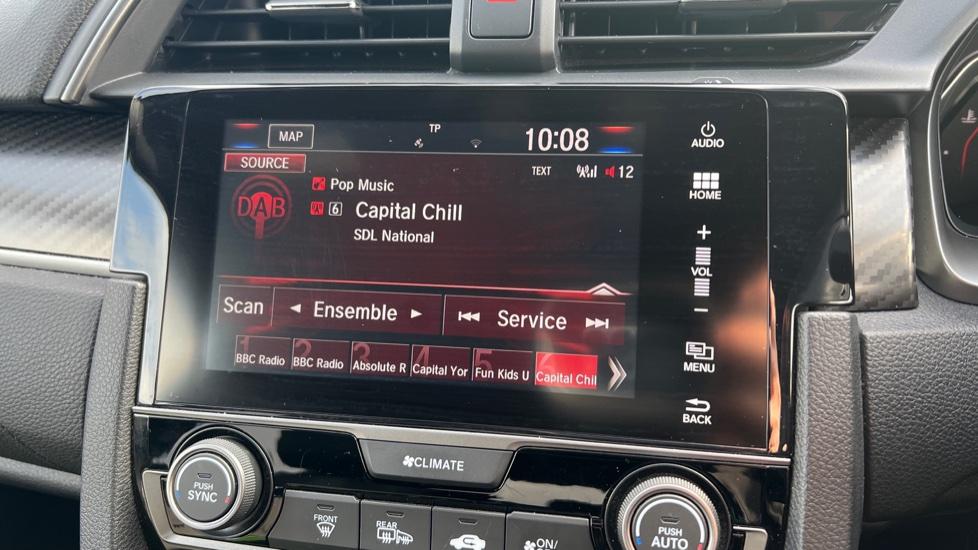 TP
MAP
10:08
AUDIO
SOURCE
TEXT 12
DAB
Pop Music
6 Capital Chill
SDL National
HOME
+
VOL
−
Scan ◄ Ensemble ► Service
1 BBC Radio 2 BBC Radio 3 Absolute R 4 Capital Yor 5 Fun Kids U 6 Capital Chil
MENU
BACK
CLIMATE
PUSH
SYNC
FRONT
REAR
ON/
PUSH
AUTO